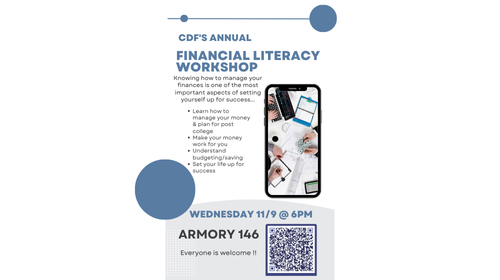 CDF'S ANNUAL
FINANCIAL LITERACY
WORKSHOP
Knowing how to manage your
finances is one of the most
important aspects of setting
yourself up for success...
• Learn how to
manage your money
& plan for post
college
• Make your money
work for you
• Understand
budgeting/saving
• Set your life up for
success
WEDNESDAY 11/9 @ 6PM
ARMORY 146
Everyone is welcome !!